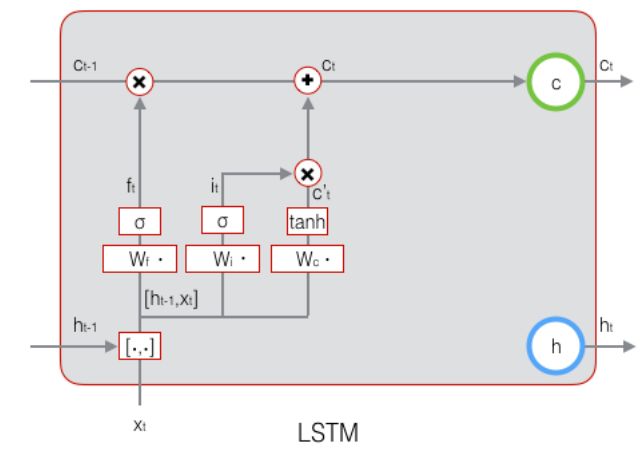 Ct-1
Ct
c
Ct
ft
it
c't
σ
σ
tanh
Wf ·
Wi ·
Wc ·
[ht-1,xt]
ht-1
[·,·]
h
ht
xt
LSTM